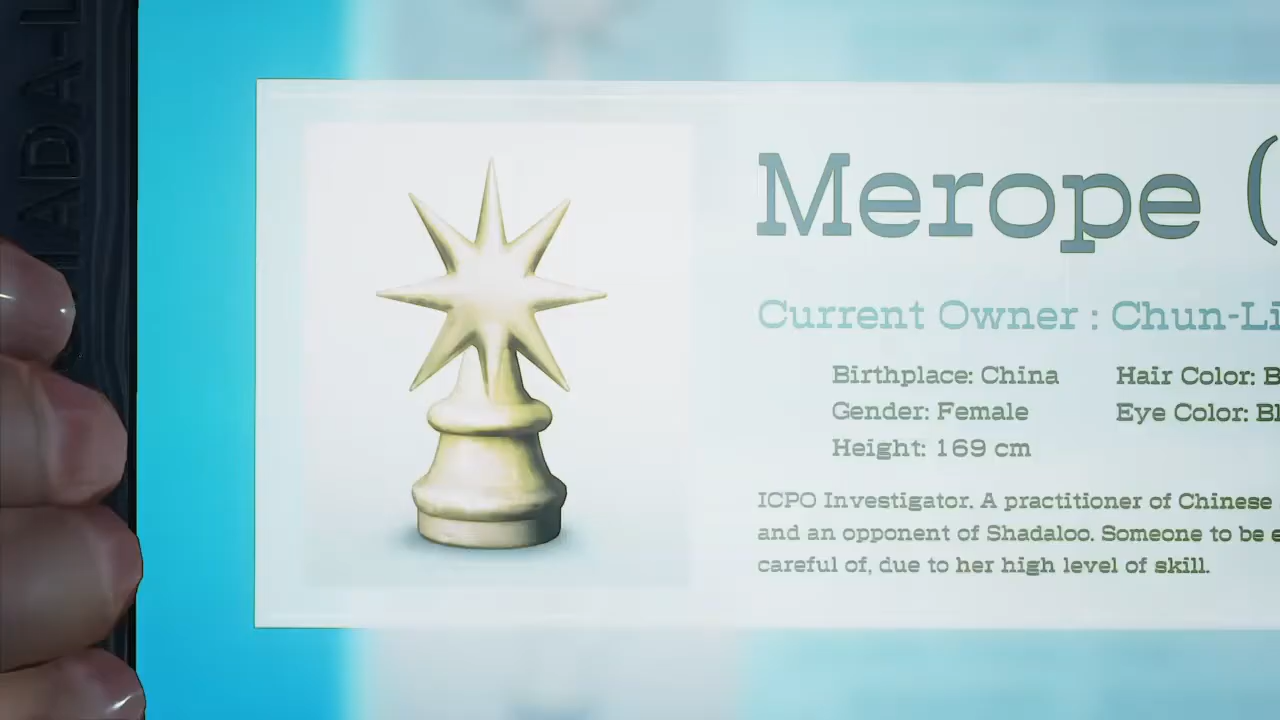 Merope (
Current Owner : Chun-Li
Birthplace: China
Hair Color: B
Gender: Female
Eye Color: Bl
Height: 169 cm
ICPO Investigator. A practitioner of Chinese
and an opponent of Shadaloo. Someone to be e
careful of, due to her high level of skill.